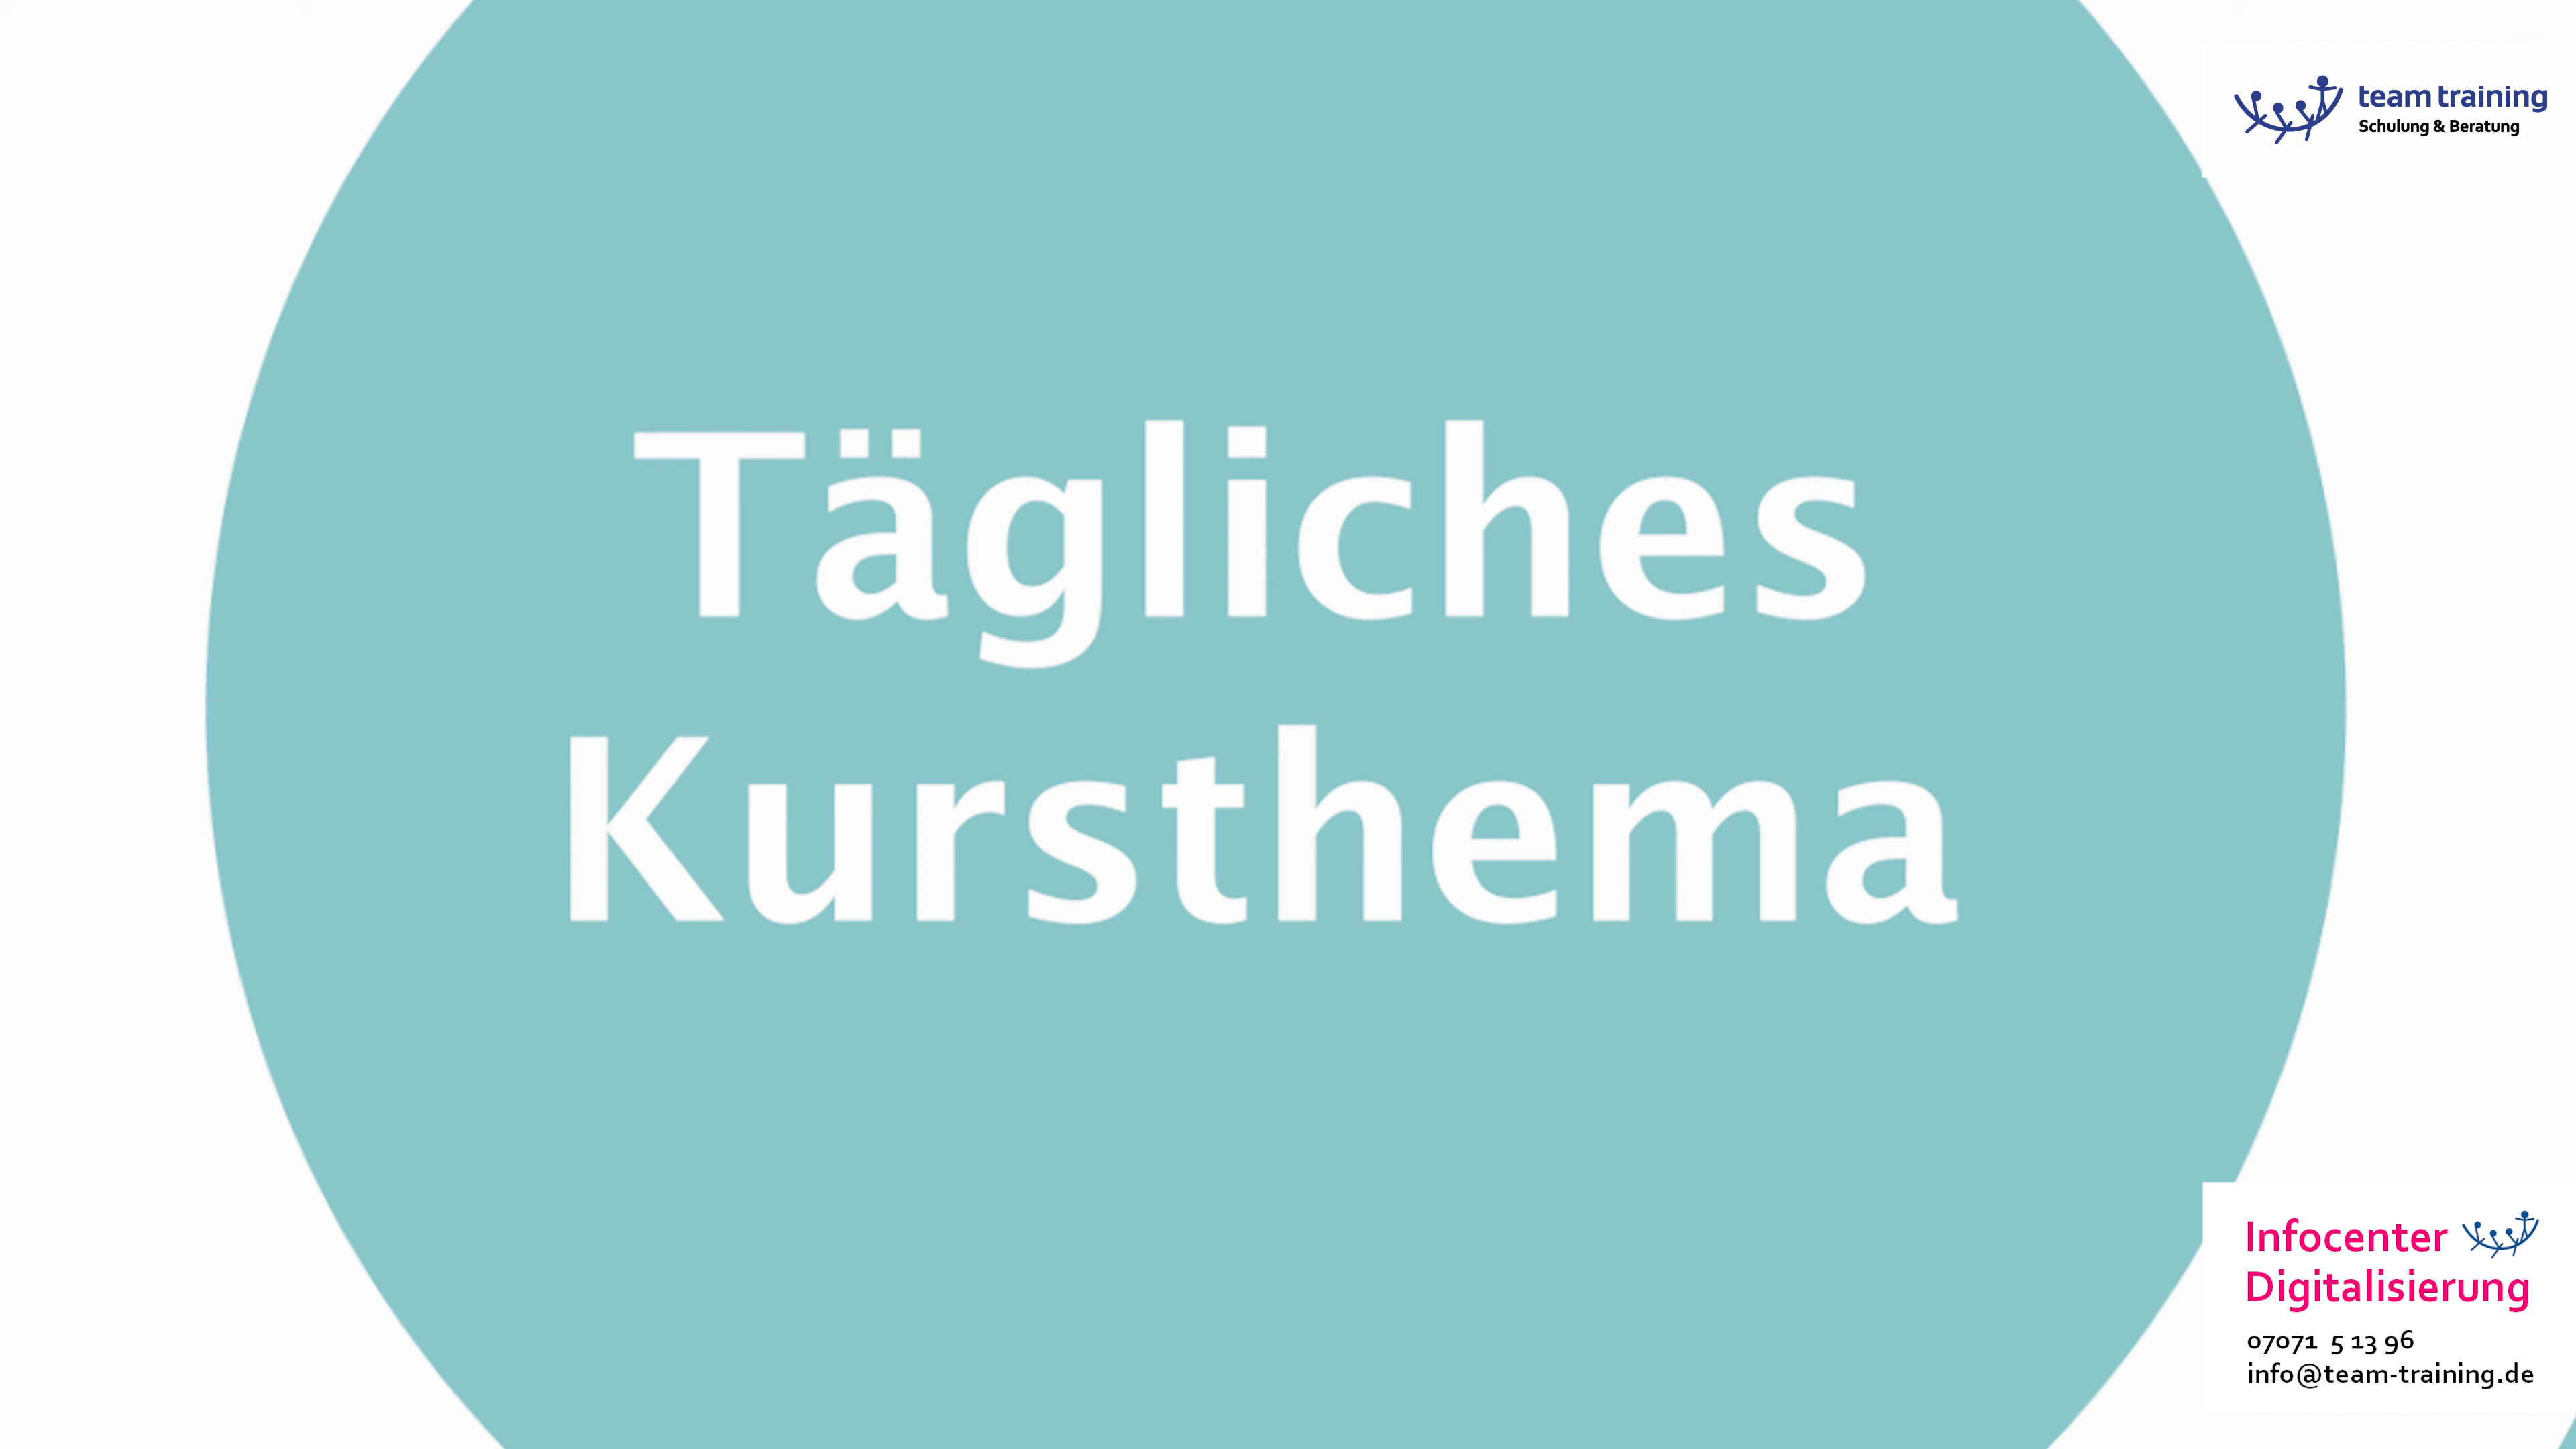 team training
Schulung & Beratung
Tägliches
Kursthema
Infocenter
Digitalisierung
07071 5 13 96
info@team-training.de